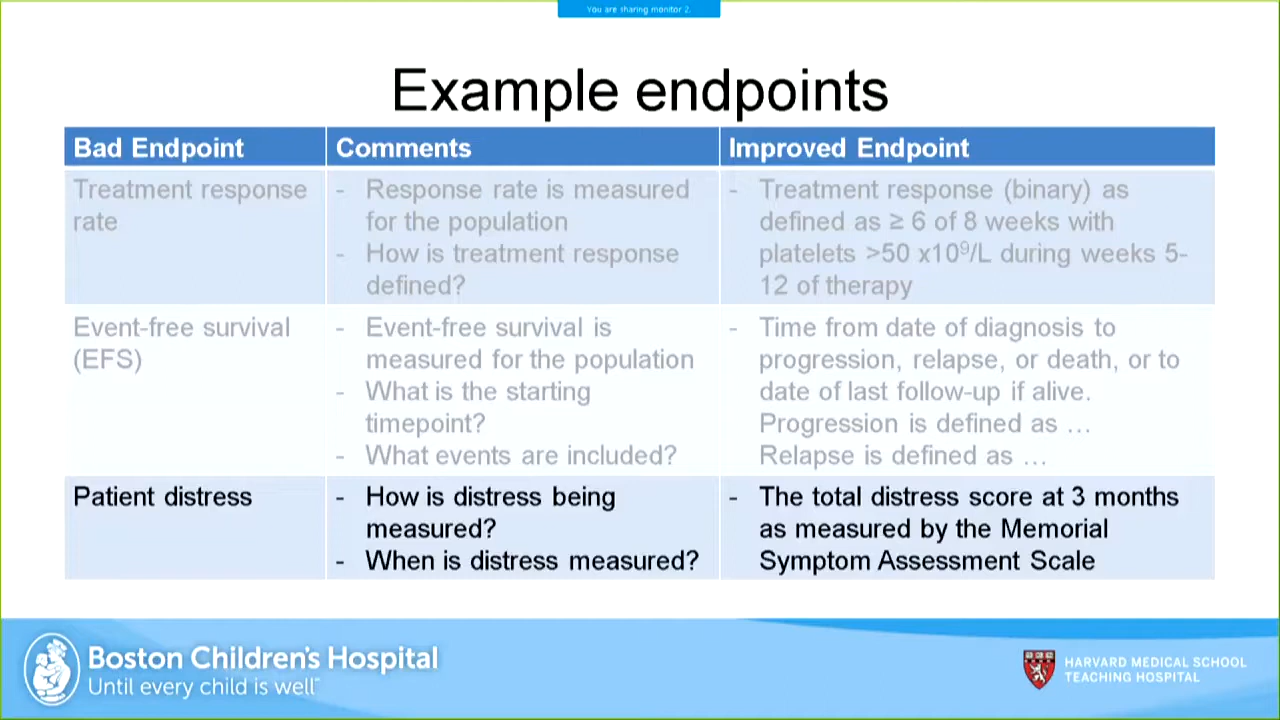 You are sharing monitor 2.
Example endpoints
Bad Endpoint
Comments
Improved Endpoint
Treatment response
rate
- Response rate is measured
for the population
- How is treatment response
defined?
- Treatment response (binary) as
defined as ≥ 6 of 8 weeks with
platelets >50 x10⁹/L during weeks 5-
12 of therapy
Event-free survival
(EFS)
- Event-free survival is
measured for the population
- What is the starting
timepoint?
- What events are included?
- Time from date of diagnosis to
progression, relapse, or death, or to
date of last follow-up if alive.
Progression is defined as …
Relapse is defined as …
Patient distress
- How is distress being
measured?
- When is distress measured?
- The total distress score at 3 months
as measured by the Memorial
Symptom Assessment Scale
Boston Children's Hospital
Until every child is well™
HARVARD MEDICAL SCHOOL
TEACHING HOSPITAL